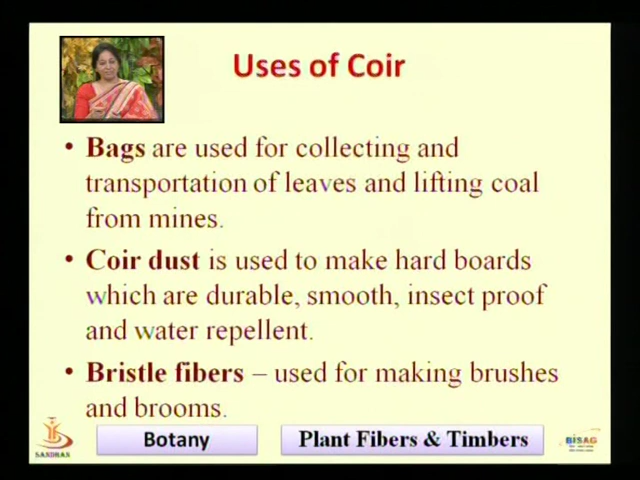 Uses of Coir
• Bags are used for collecting and
transportation of leaves and lifting coal
from mines.
• Coir dust is used to make hard boards
which are durable, smooth, insect proof
and water repellent.
• Bristle fibers – used for making brushes
and brooms.
SANDHAN
Botany
Plant Fibers & Timbers
BISAG